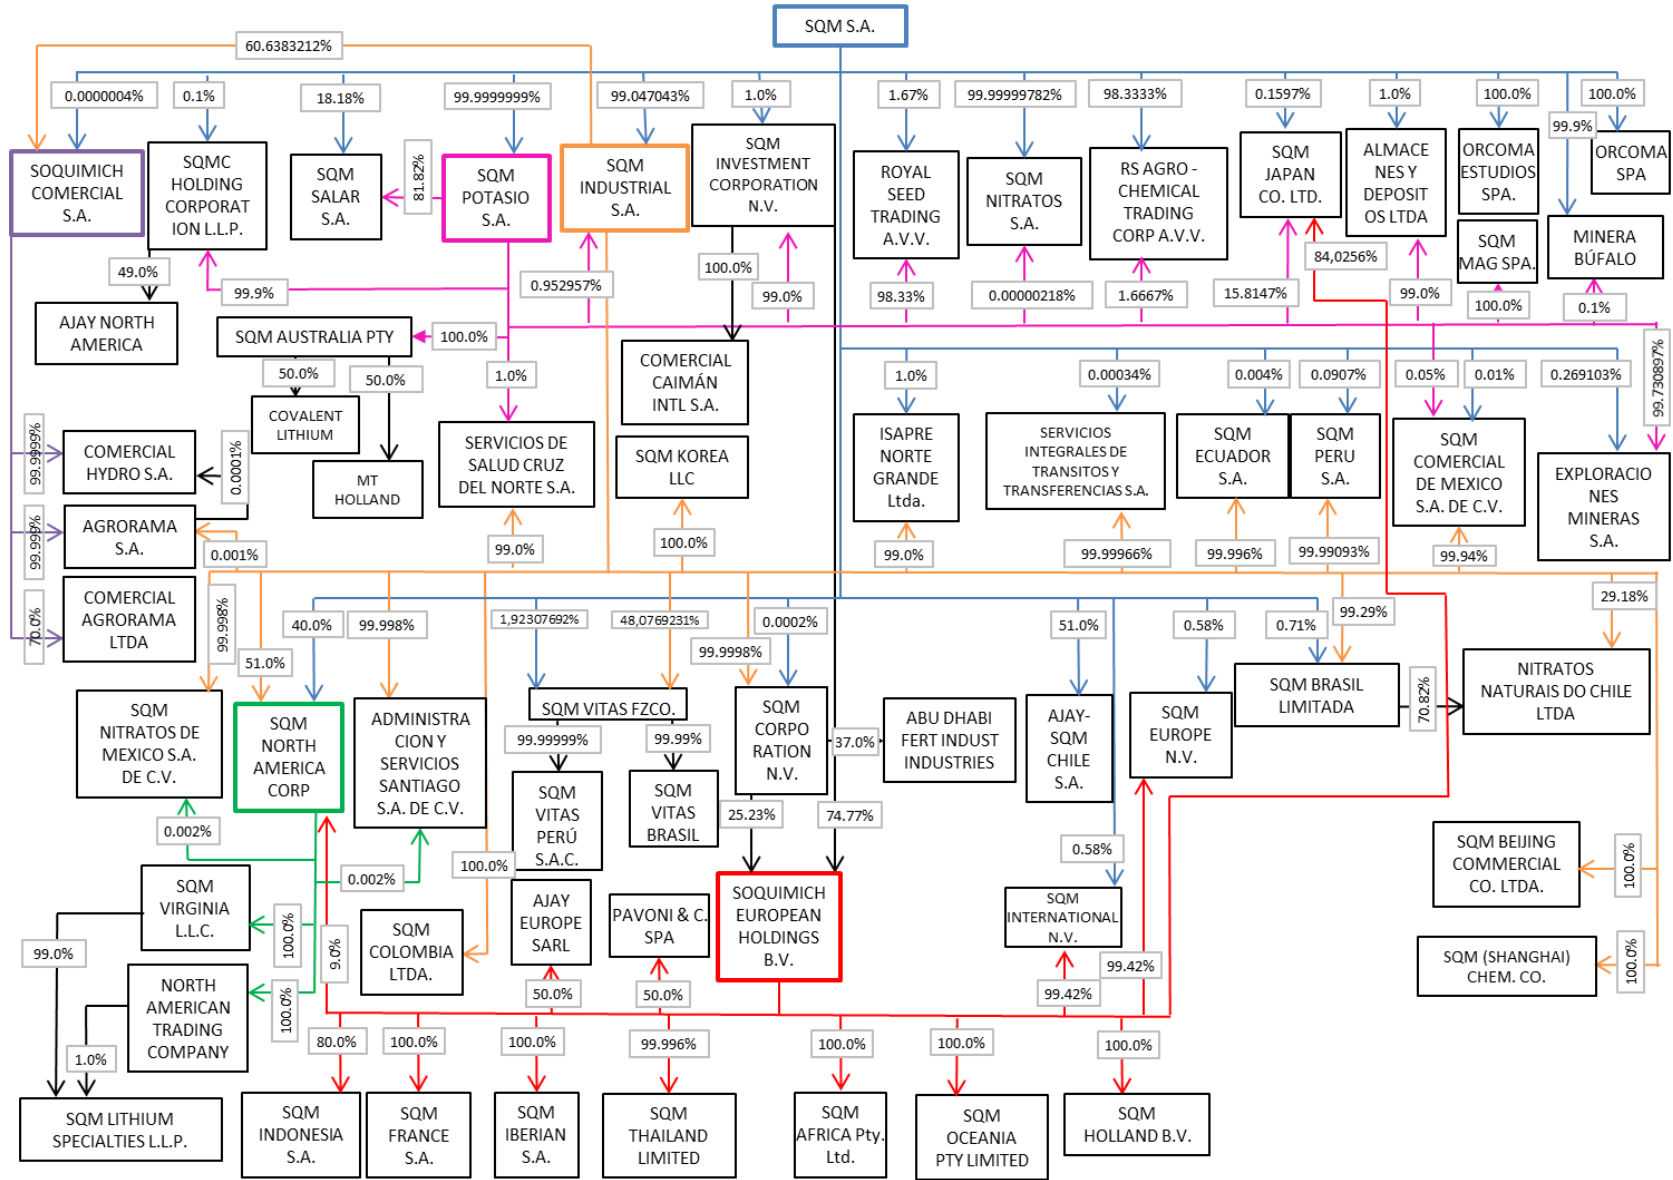 SQM S.A.
60.6383212%
0.0000004%
0.1%
18.18%
99.9999999%
99.047043%
1.0%
1.67%
99.99999782%
98.3333%
0.1597%
1.0%
100.0%
100.0%
99.9%
SOQUIMICH
COMERCIAL
S.A.
SQMC
HOLDING
CORPORAT
ION L.L.P.
SQM
SALAR
S.A.
81.82%
SQM
POTASIO
S.A.
SQM
INDUSTRIAL
S.A.
SQM
INVESTMENT
CORPORATION
N.V.
ROYAL
SEED
TRADING
A.V.V.
SQM
NITRATOS
S.A.
RS AGRO -
CHEMICAL
TRADING
CORP A.V.V.
SQM
JAPAN
CO. LTD.
ALMACE
NES Y
DEPOSIT
OS LTDA
ORCOMA
ESTUDIOS
SPA.
ORCOMA
SPA
SQM
MAG SPA.
MINERA
BÚFALO
49.0%
99.9%
0.952957%
100.0%
99.0%
98.33%
0.00000218%
1.6667%
15.8147%
84,0256%
99.0%
100.0%
0.1%
AJAY NORTH
AMERICA
SQM AUSTRALIA PTY
100.0%
COMERCIAL
CAIMÁN
INTL S.A.
50.0%
50.0%
1.0%
1.0%
0.00034%
0.004%
0.0907%
0.05%
0.01%
0.269103%
99.730897%
COVALENT
LITHIUM
MT
HOLLAND
SERVICIOS DE
SALUD CRUZ
DEL NORTE S.A.
SQM KOREA
LLC
ISAPRE
NORTE
GRANDE
Ltda.
SERVICIOS
INTEGRALES DE
TRANSITOS Y
TRANSFERENCIAS S.A.
SQM
ECUADOR
S.A.
SQM
PERU
S.A.
SQM
COMERCIAL
DE MEXICO
S.A. DE C.V.
EXPLORACIO
NES
MINERAS
S.A.
99.9999%
COMERCIAL
HYDRO S.A.
0.0001%
99.999%
AGRORAMA
S.A.
0.001%
99.0%
100.0%
99.0%
99.99966%
99.996%
99.99093%
99.94%
70.0%
COMERCIAL
AGRORAMA
LTDA
99.998%
51.0%
40.0%
99.998%
1,92307692%
48,0769231%
99.9998%
0.0002%
51.0%
0.58%
0.71%
99.29%
29.18%
SQM
NITRATOS DE
MEXICO S.A.
DE C.V.
SQM
NORTH
AMERICA
CORP
ADMINISTRA
CION Y
SERVICIOS
SANTIAGO
S.A. DE C.V.
SQM VITAS FZCO.
99.99999%
99.99%
SQM
VITAS
PERÚ
S.A.C.
SQM
VITAS
BRASIL
SQM
CORPO
RATION
N.V.
37.0%
ABU DHABI
FERT INDUST
INDUSTRIES
AJAY-
SQM
CHILE
S.A.
SQM
EUROPE
N.V.
SQM BRASIL
LIMITADA
70.82%
NITRATOS
NATURAIS DO CHILE
LTDA
0.002%
0.002%
25.23%
74.77%
100.0%
0.58%
SQM
VIRGINIA
L.L.C.
100.0%
9.0%
SQM
COLOMBIA
LTDA.
AJAY
EUROPE
SARL
PAVONI & C.
SPA
SOQUIMICH
EUROPEAN
HOLDINGS
B.V.
SQM
INTERNATIONAL
N.V.
SQM BEIJING
COMMERCIAL
CO. LTDA.
100.0%
SQM (SHANGHAI)
CHEM. CO.
100.0%
99.0%
NORTH
AMERICAN
TRADING
COMPANY
100.0%
50.0%
50.0%
99.42%
99.42%
1.0%
80.0%
100.0%
100.0%
99.996%
100.0%
100.0%
100.0%
SQM LITHIUM
SPECIALTIES L.L.P.
SQM
INDONESIA
S.A.
SQM
FRANCE
S.A.
SQM
IBERIAN
S.A.
SQM
THAILAND
LIMITED
SQM
AFRICA Pty.
Ltd.
SQM
OCEANIA
PTY LIMITED
SQM
HOLLAND B.V.